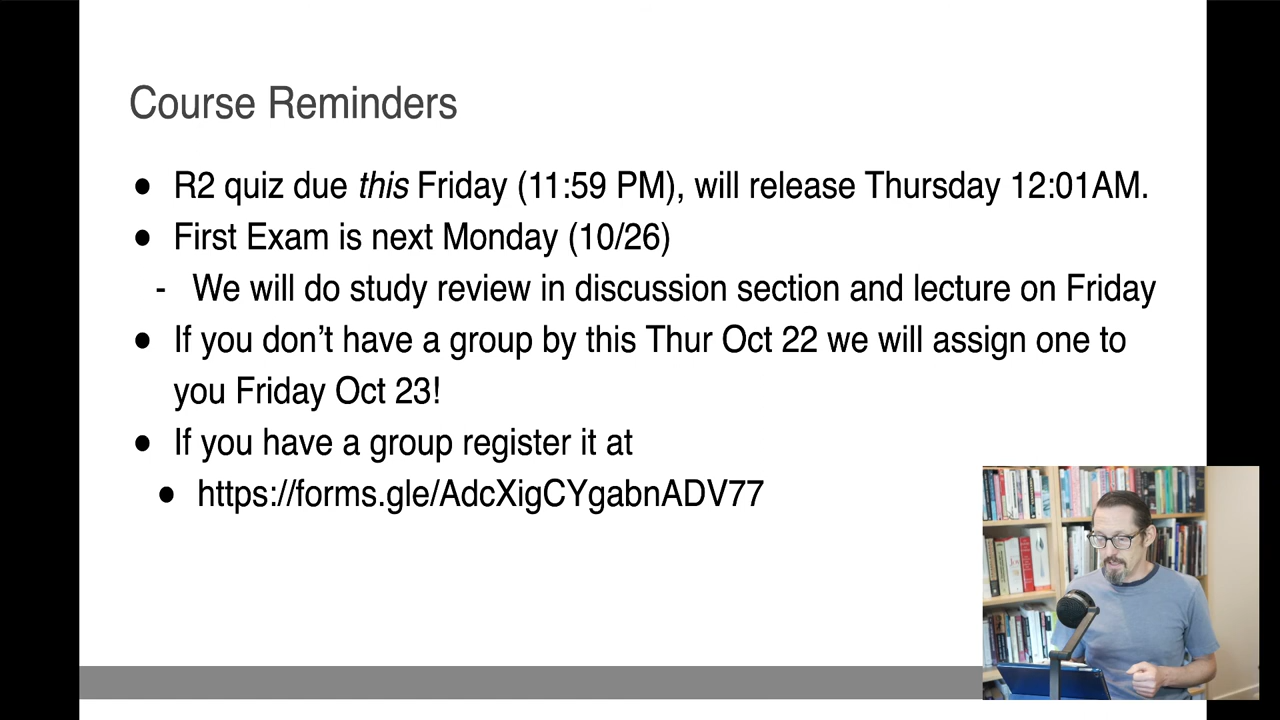 Course Reminders
● R2 quiz due this Friday (11:59 PM), will release Thursday 12:01AM.
● First Exam is next Monday (10/26)
- We will do study review in discussion section and lecture on Friday
● If you don’t have a group by this Thur Oct 22 we will assign one to
you Friday Oct 23!
● If you have a group register it at
● https://forms.gle/AdcXigCYgabnADV77